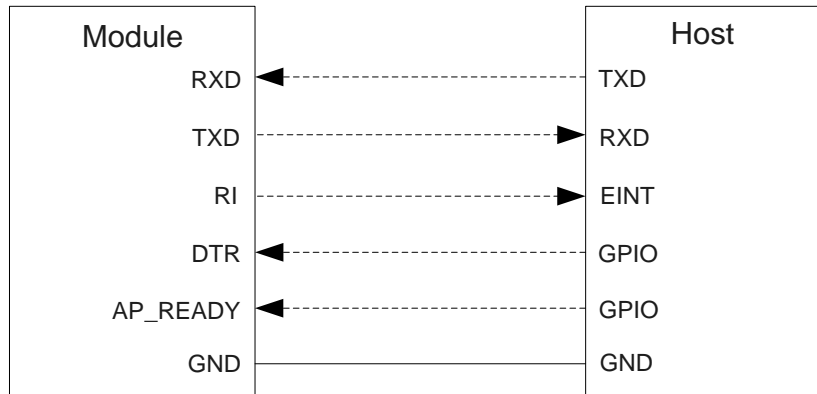 Module Host
RXD TXD
TXD RXD
RI EINT
DTR GPIO
AP_READY GPIO
GND GND